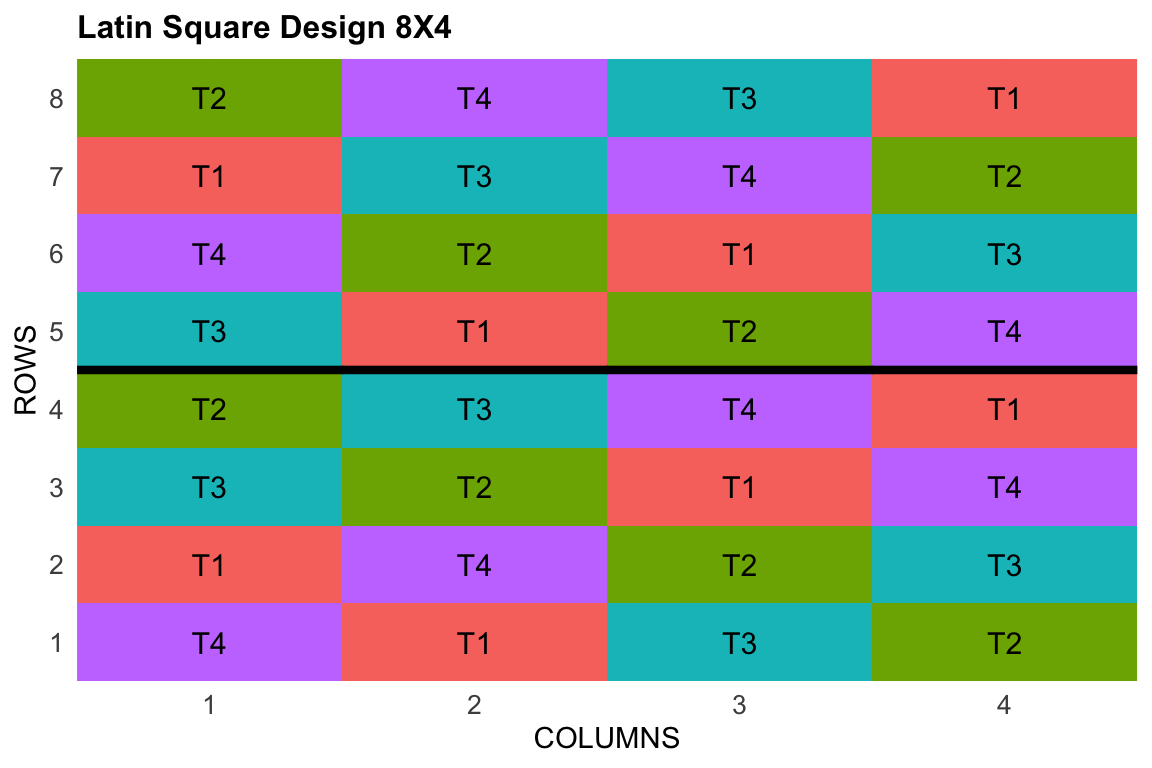 Latin Square Design 8X4
8 T2 T4 T3 T1
7 T1 T3 T4 T2
6 T4 T2 T1 T3
5 T3 T1 T2 T4
ROWS
4 T2 T3 T4 T1
3 T3 T2 T1 T4
2 T1 T4 T2 T3
1 T4 T1 T3 T2
1 2 3 4
COLUMNS